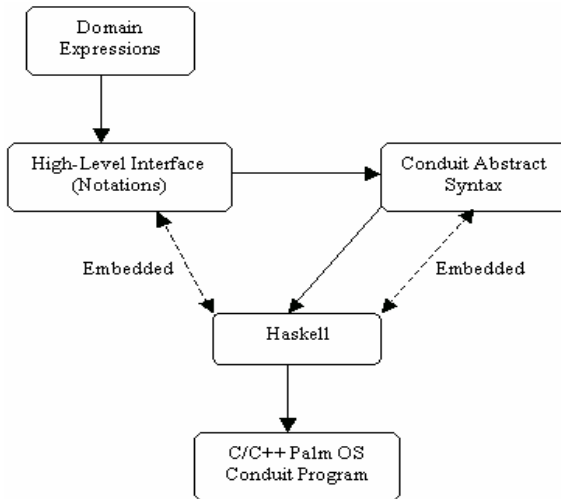 Domain
Expressions
High-Level Interface
(Notations)
Conduit Abstract
Syntax
Embedded
Embedded
Haskell
C/C++ Palm OS
Conduit Program